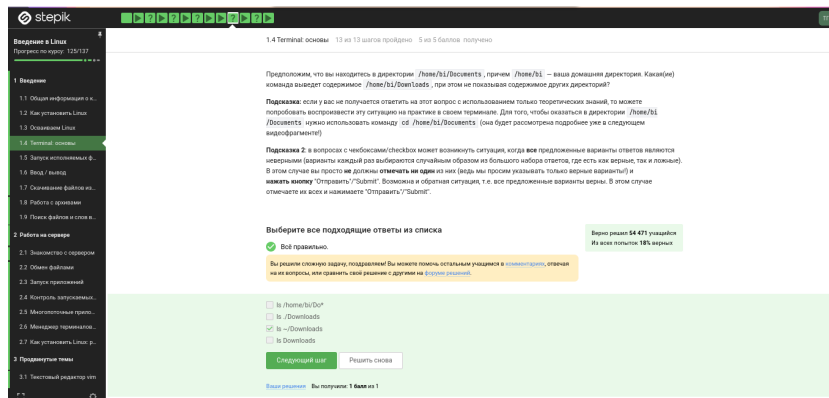 stepik
Введение в Linux
Прогресс по курсу: 125/137
1 Введение
1.1 Общая информация о к...
1.2 Как установить Linux
1.3 Осваиваем Linux
1.4 Terminal: основы
1.5 Запуск исполняемых ф...
1.6 Ввод / вывод
1.7 Скачивание файлов из...
1.8 Работа с архивами
1.9 Поиск файлов и слов в...
2 Работа на сервере
2.1 Знакомство с сервером
2.2 Обмен файлами
2.3 Запуск приложений
2.4 Контроль запускаемых...
2.5 Многопоточные прило...
2.6 Менеджер терминалов...
2.7 Как установить Linux: р...
3 Продвинутые темы
3.1 Текстовый редактор vim
1.4 Terminal: основы 13 из 13 шагов пройдено 5 из 5 баллов получено
Предположим, что вы находитесь в директории /home/bi/Documents, причем /home/bi — ваша домашняя директория. Какая(ие)
команда выведет содержимое /home/bi/Downloads, при этом не показывая содержимое других директорий?
Подсказка: если у вас не получается ответить на этот вопрос с использованием только теоретических знаний, то можете
попробовать воспроизвести эту ситуацию на практике в своем терминале. Для того, чтобы оказаться в директории /home/bi
/Documents нужно использовать команду cd /home/bi/Documents (она будет рассмотрена подробнее уже в следующем
видеофрагменте!)
Подсказка 2: в вопросах с чекбоксами/checkbox может возникнуть ситуация, когда все предложенные варианты ответа являются
неверными (варианты каждый раз выбираются случайным образом из большого набора ответов, где есть как верные, так и ложные).
В этом случае вы просто не должны отмечать ни один из них (ведь мы просим указывать только верные варианты!) и
нажать кнопку "Отправить"/"Submit". Возможна и обратная ситуация, т.е. все предложенные варианты верны. В этом случае
отмечаете их всех и нажимаете "Отправить"/"Submit".
Выберите все подходящие ответы из списка
Верно решил 54 471 учащийся
Из всех попыток 18% верных
Всё правильно.
Вы решили сложную задачу, поздравляем! Вы можете помочь остальным учащимся в комментариях, отвечая
на их вопросы, или сравнить своё решение с другими на форуме решений.
ls /home/bi/Do*
ls ./Downloads
ls ~/Downloads
ls Downloads
Следующий шаг Решить снова
Ваши решения Вы получили: 1 балл из 1